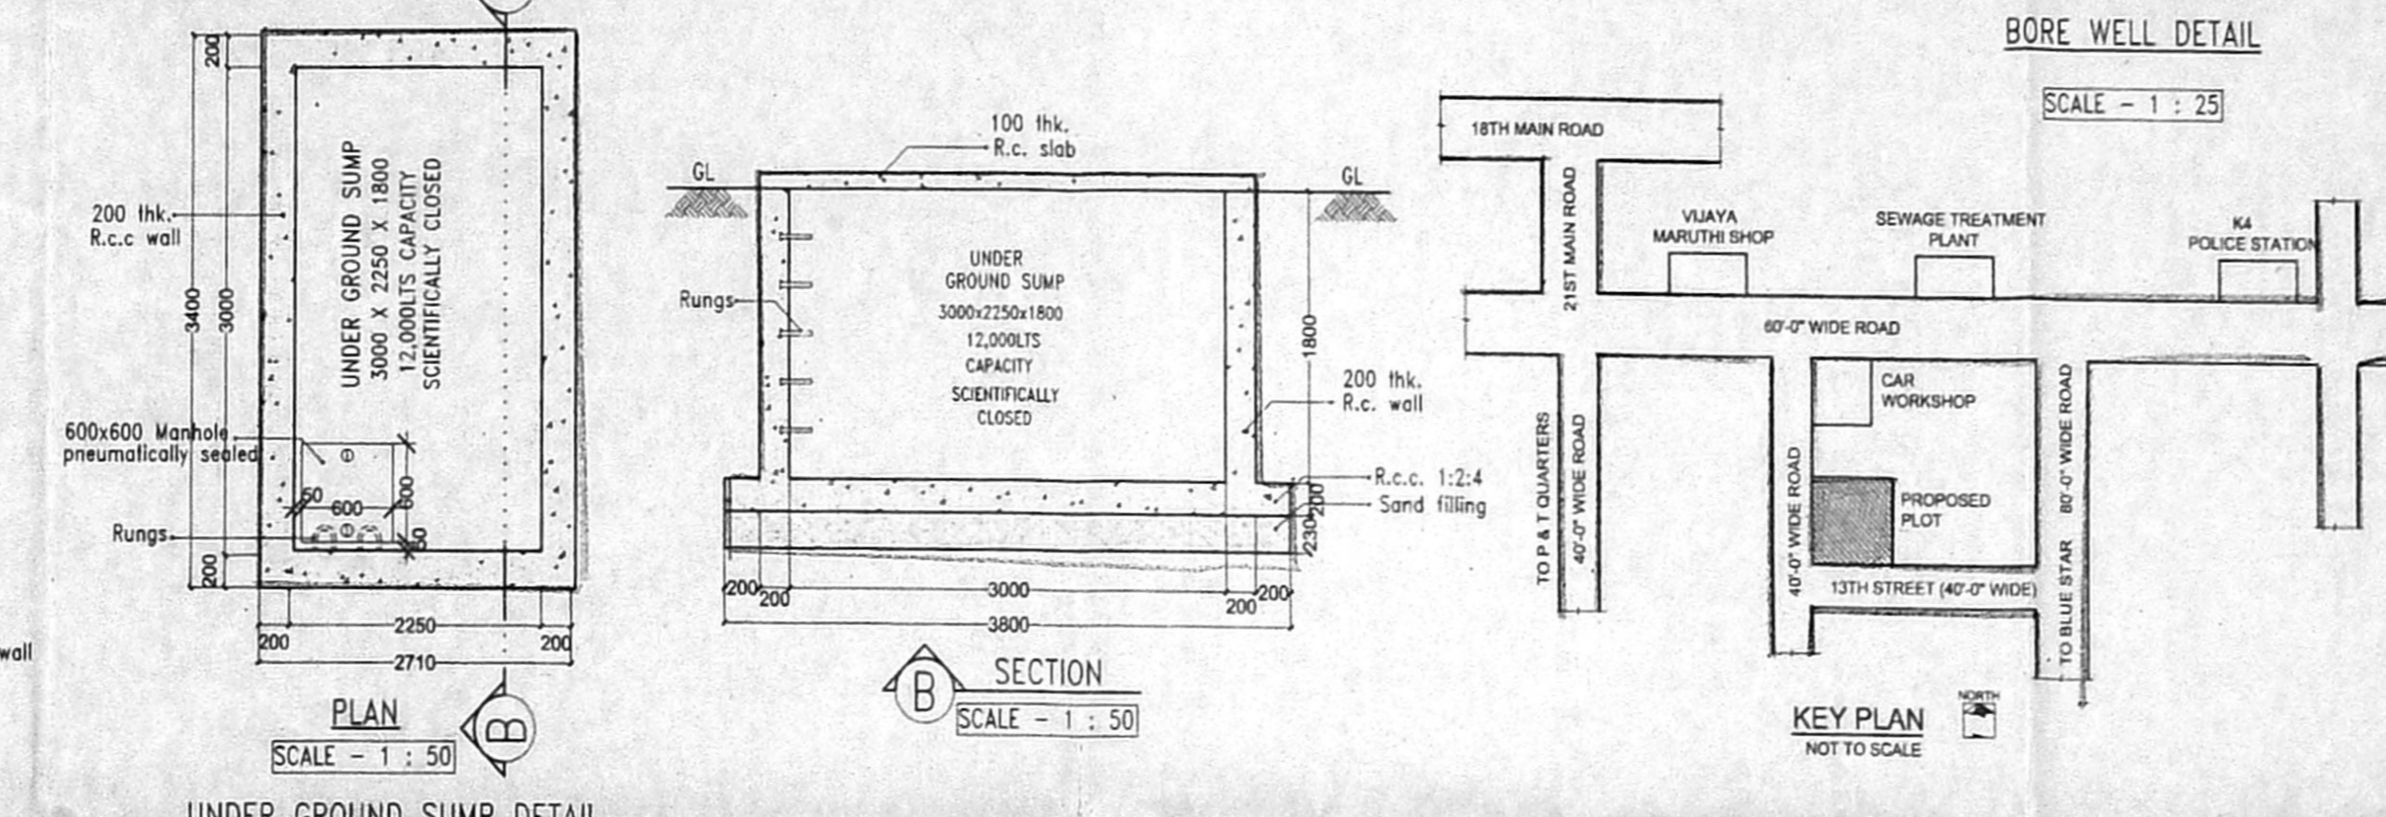 200
3400
3000
200
200 thk.
R.c.c wall
UNDER GROUND SUMP
3000 X 2250 X 1800
12,000LTS CAPACITY
SCIENTIFICALLY CLOSED
600x600 Manhole
pneumatically sealed
50
600
600
50
Rungs
2250
200
200
2710
wall
PLAN
SCALE - 1 : 50
B
UNDER GROUND SUMP DETAIL
100 thk.
R.c. slab
GL
GL
Rungs
UNDER
GROUND SUMP
3000x2250x1800
12,000LTS
CAPACITY
SCIENTIFICALLY
CLOSED
1800
200 thk.
R.c. wall
R.c.c. 1:2:4
Sand filling
200
230
200
200
3000
200
200
3800
B
SECTION
SCALE - 1 : 50
BORE WELL DETAIL
SCALE - 1 : 25
18TH MAIN ROAD
21ST MAIN ROAD
VIJAYA
MARUTHI SHOP
SEWAGE TREATMENT
PLANT
K4
POLICE STATION
60'-0" WIDE ROAD
TO P & T QUARTERS
40'-0" WIDE ROAD
40'-0" WIDE ROAD
CAR
WORKSHOP
PROPOSED
PLOT
13TH STREET (40'-0" WIDE)
TO BLUE STAR 80'-0" WIDE ROAD
KEY PLAN
NOT TO SCALE
NORTH